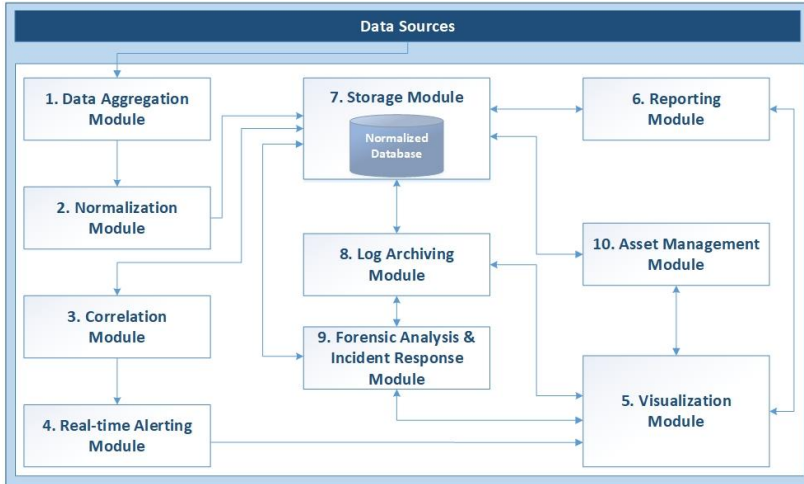 Data Sources
1. Data Aggregation
Module
2. Normalization
Module
3. Correlation
Module
4. Real-time Alerting
Module
7. Storage Module
Normalized
Database
8. Log Archiving
Module
9. Forensic Analysis &
Incident Response
Module
6. Reporting
Module
10. Asset Management
Module
5. Visualization
Module